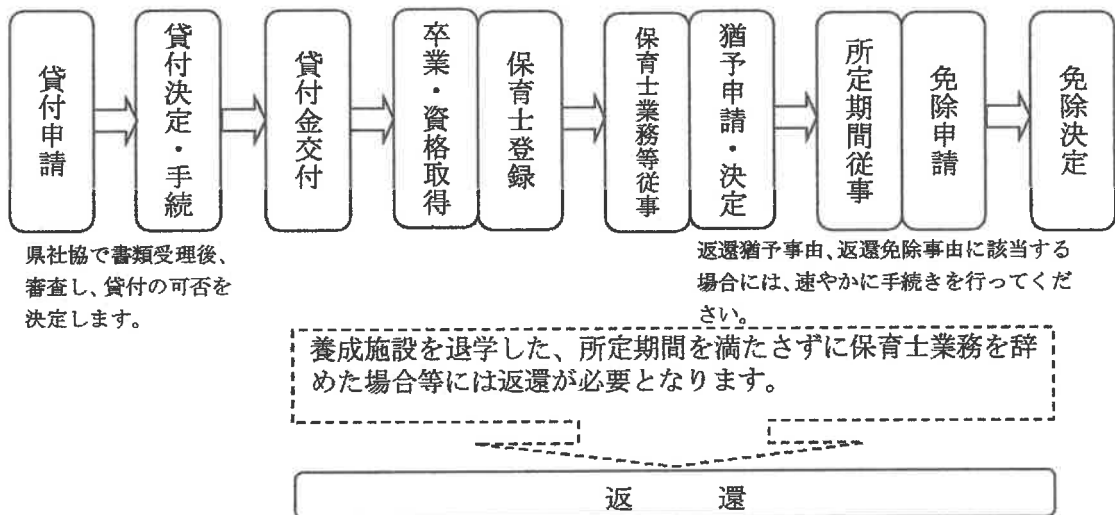 貸付申請
貸付決定・手続
貸付金交付
卒業・資格取得
保育士登録
保育士業務等従事
猶予申請・決定
所定期間従事
免除申請
免除決定
県社協で書類受理後、
審査し、貸付の可否を
決定します。
返還猶予事由、返還免除事由に該当する
場合には、速やかに手続きを行ってくだ
さい。
養成施設を退学した、所定期間を満たさずに保育士業務を辞
めた場合等には返還が必要となります。
返　還